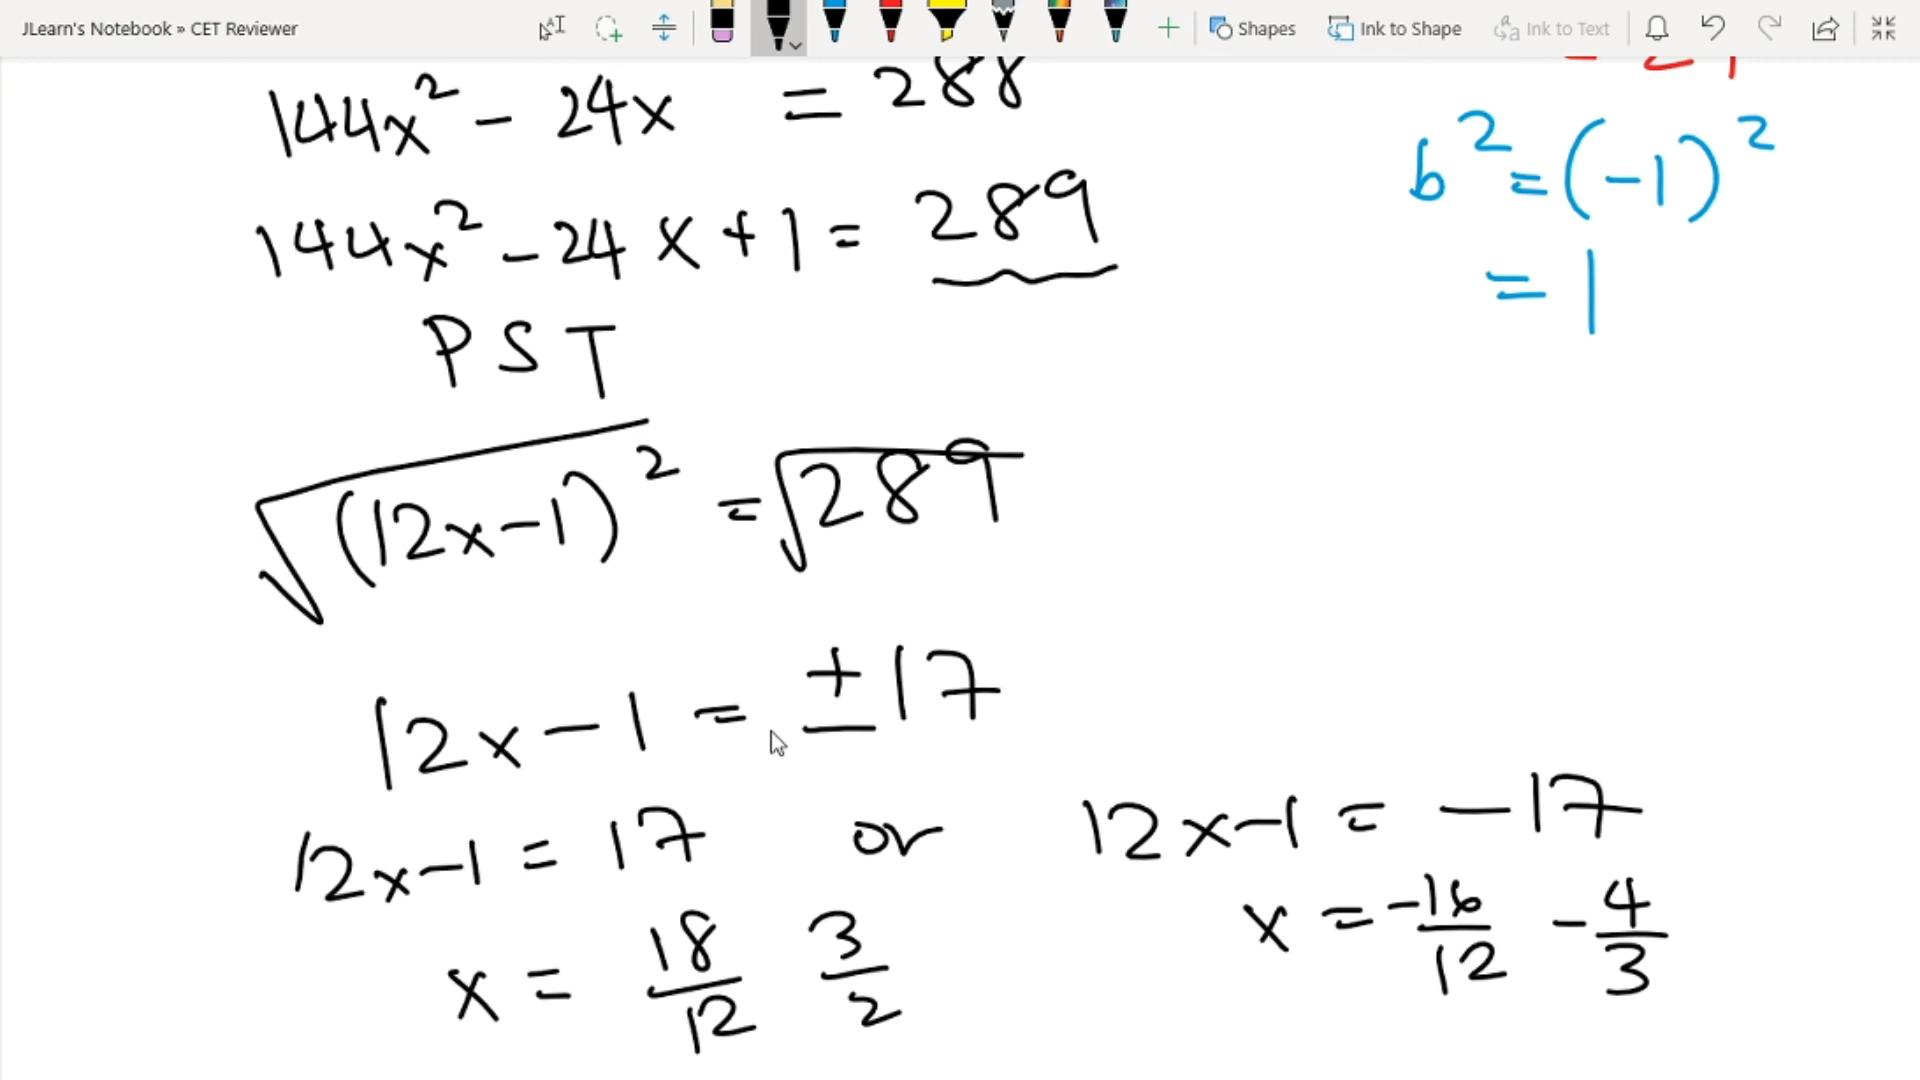 JLearn's Notebook » CET Reviewer
Shapes
Ink to Shape
Ink to Text
144x² - 24x = 288
144x² - 24x + 1 = 289
PST
√(12x-1)² = √289
12x - 1 = ±17
12x-1 = 17 or 12x-1 = -17
x = 18/12 3/2
x = -16/12 -4/3
b² = (-1)²
= 1